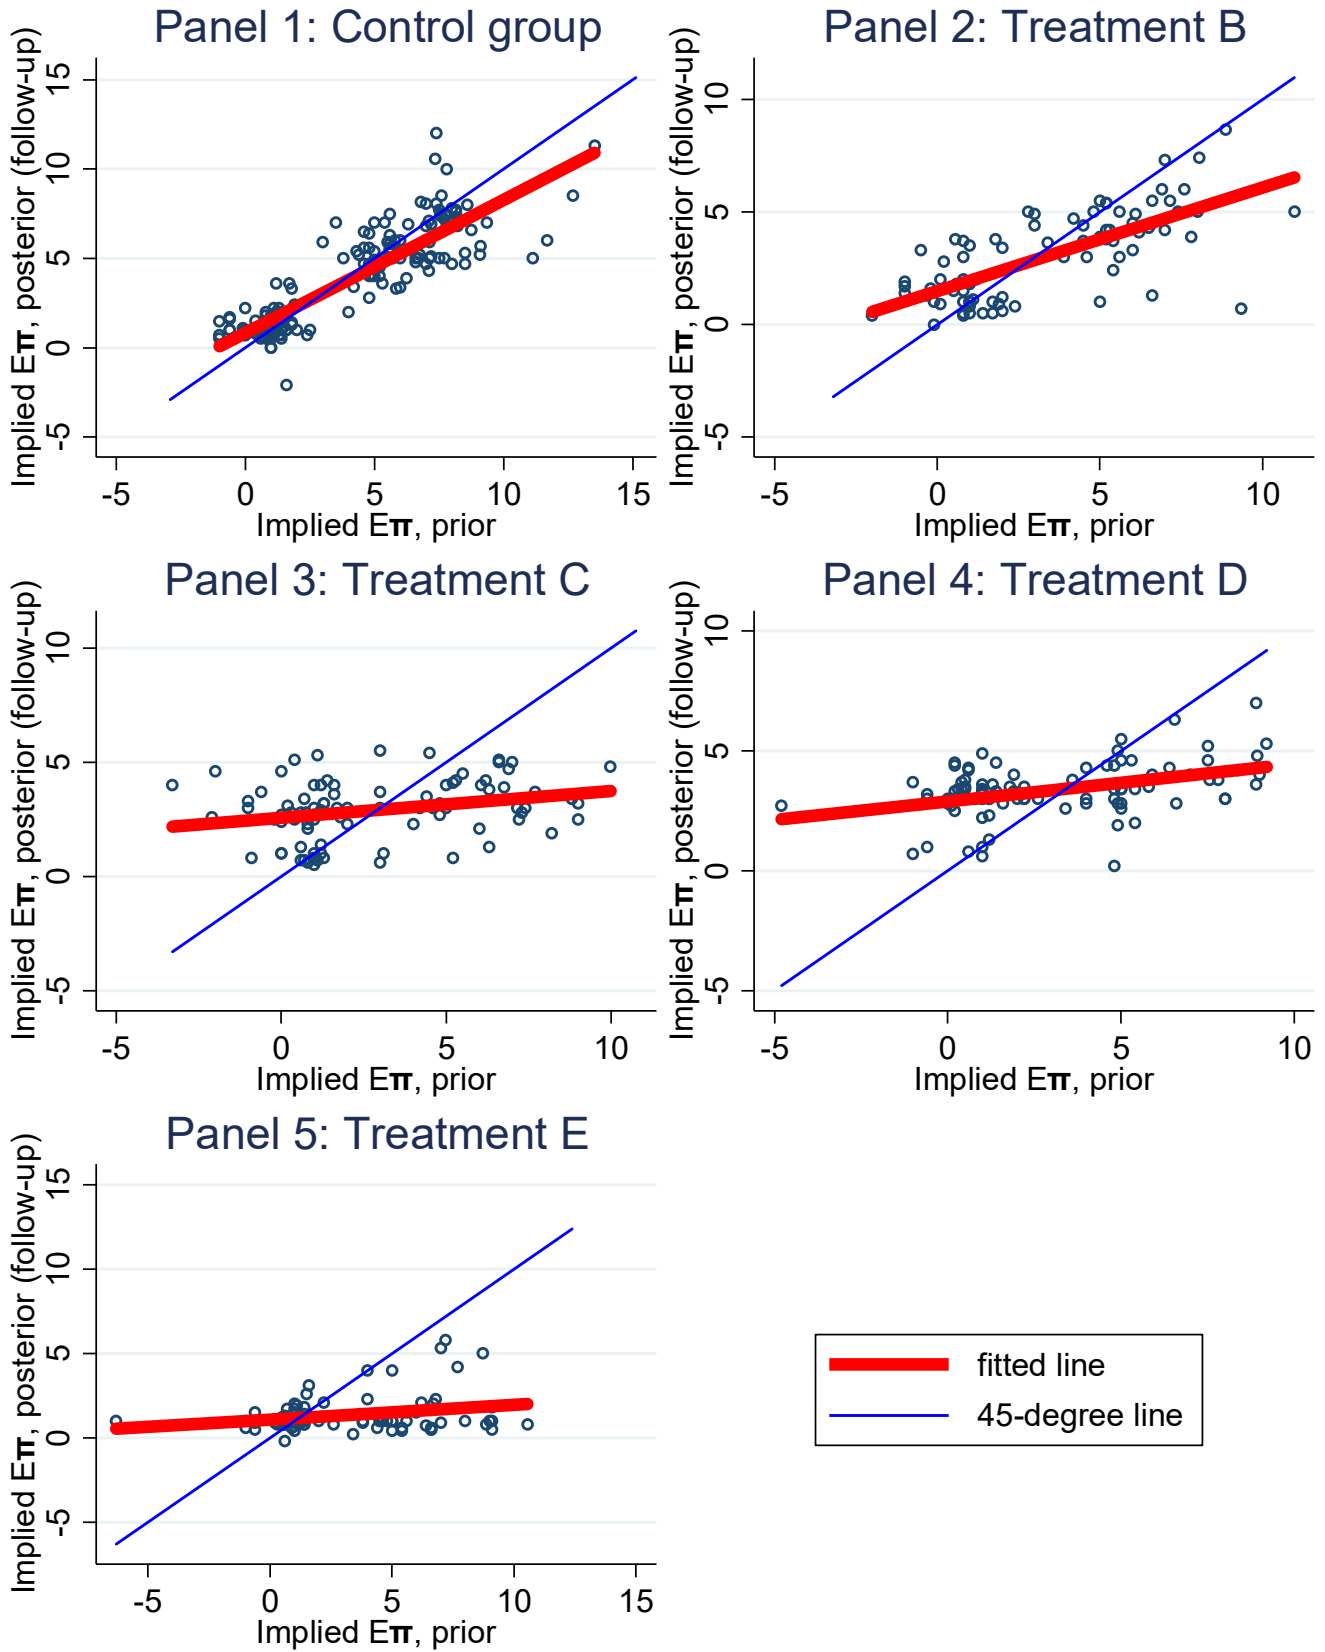 Panel 1: Control group
Implied Eπ, posterior (follow-up)
15
10
5
0
-5
-5 0 5 10 15
Implied Eπ, prior
Panel 2: Treatment B
Implied Eπ, posterior (follow-up)
10
5
0
-5
-5 0 5 10
Implied Eπ, prior
Panel 3: Treatment C
Implied Eπ, posterior (follow-up)
10
5
0
-5
-5 0 5 10
Implied Eπ, prior
Panel 4: Treatment D
Implied Eπ, posterior (follow-up)
10
5
0
-5
-5 0 5 10
Implied Eπ, prior
Panel 5: Treatment E
Implied Eπ, posterior (follow-up)
15
10
5
0
-5
-5 0 5 10 15
Implied Eπ, prior
fitted line
45-degree line